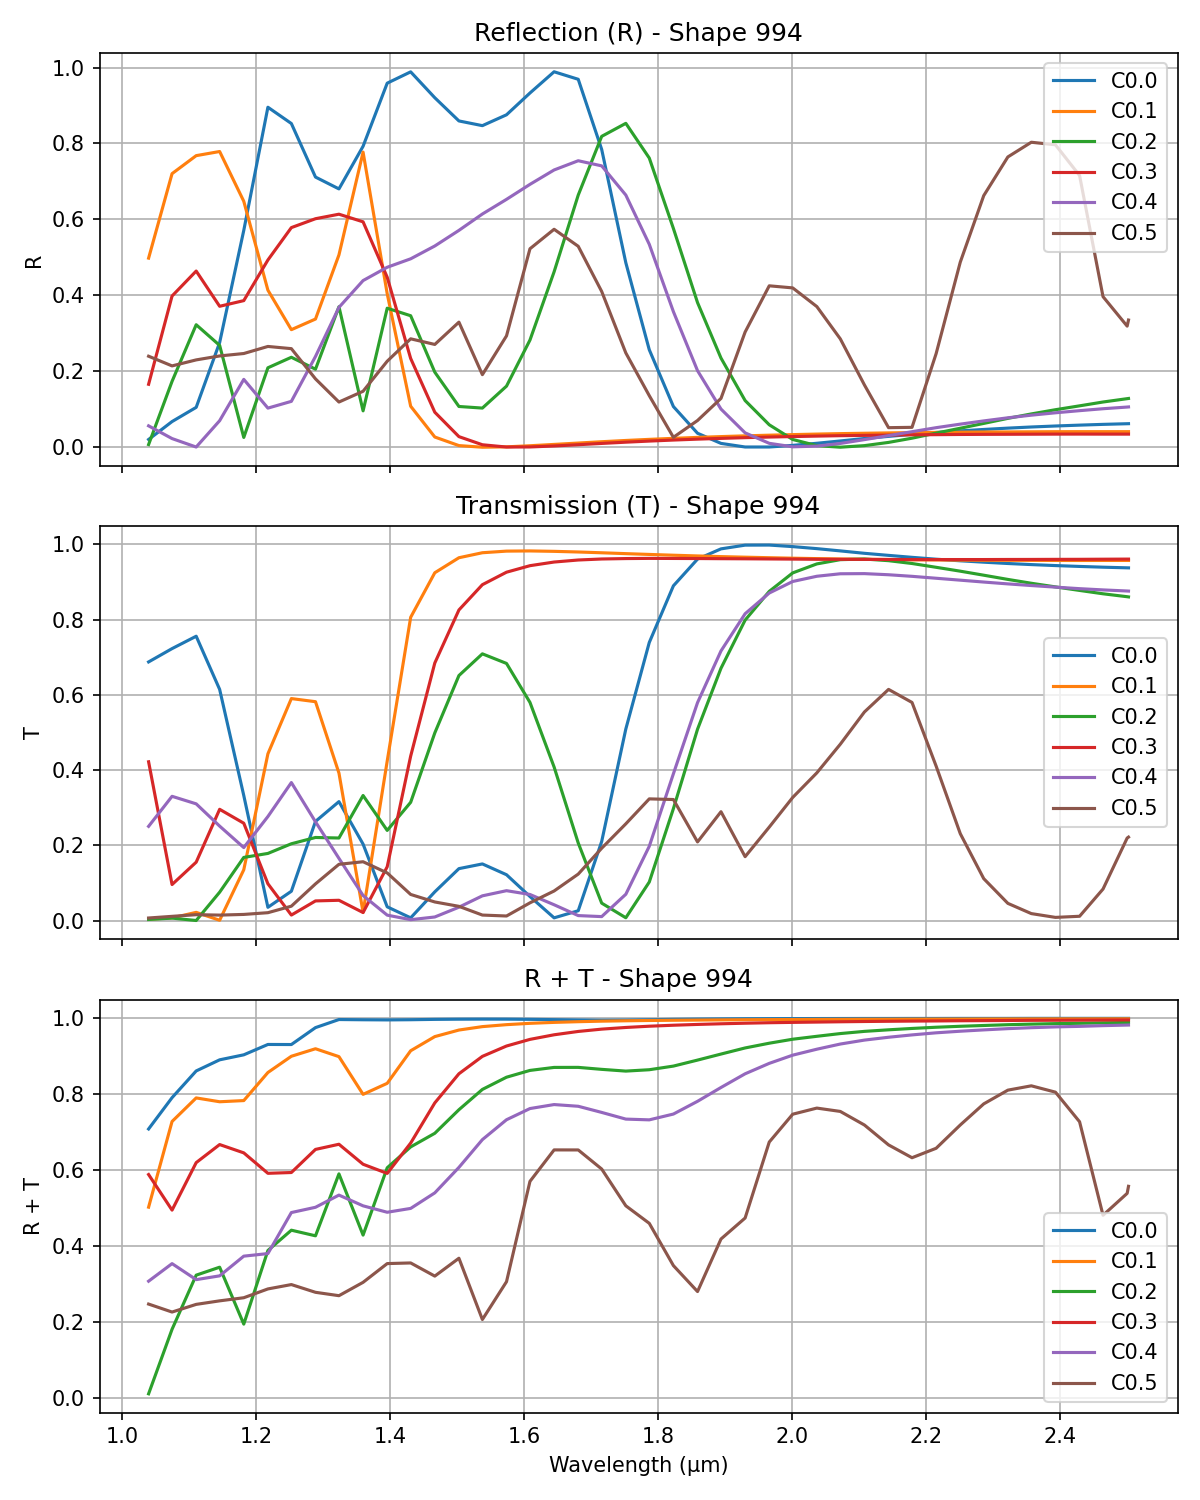 Reflection (R) - Shape 994
1.0
0.8
0.6
0.4
0.2
0.0
R
C0.0
C0.1
C0.2
C0.3
C0.4
C0.5
Transmission (T) - Shape 994
1.0
0.8
0.6
0.4
0.2
0.0
T
C0.0
C0.1
C0.2
C0.3
C0.4
C0.5
R + T - Shape 994
1.0
0.8
0.6
0.4
0.2
0.0
R + T
C0.0
C0.1
C0.2
C0.3
C0.4
C0.5
1.0 1.2 1.4 1.6 1.8 2.0 2.2 2.4
Wavelength (μm)